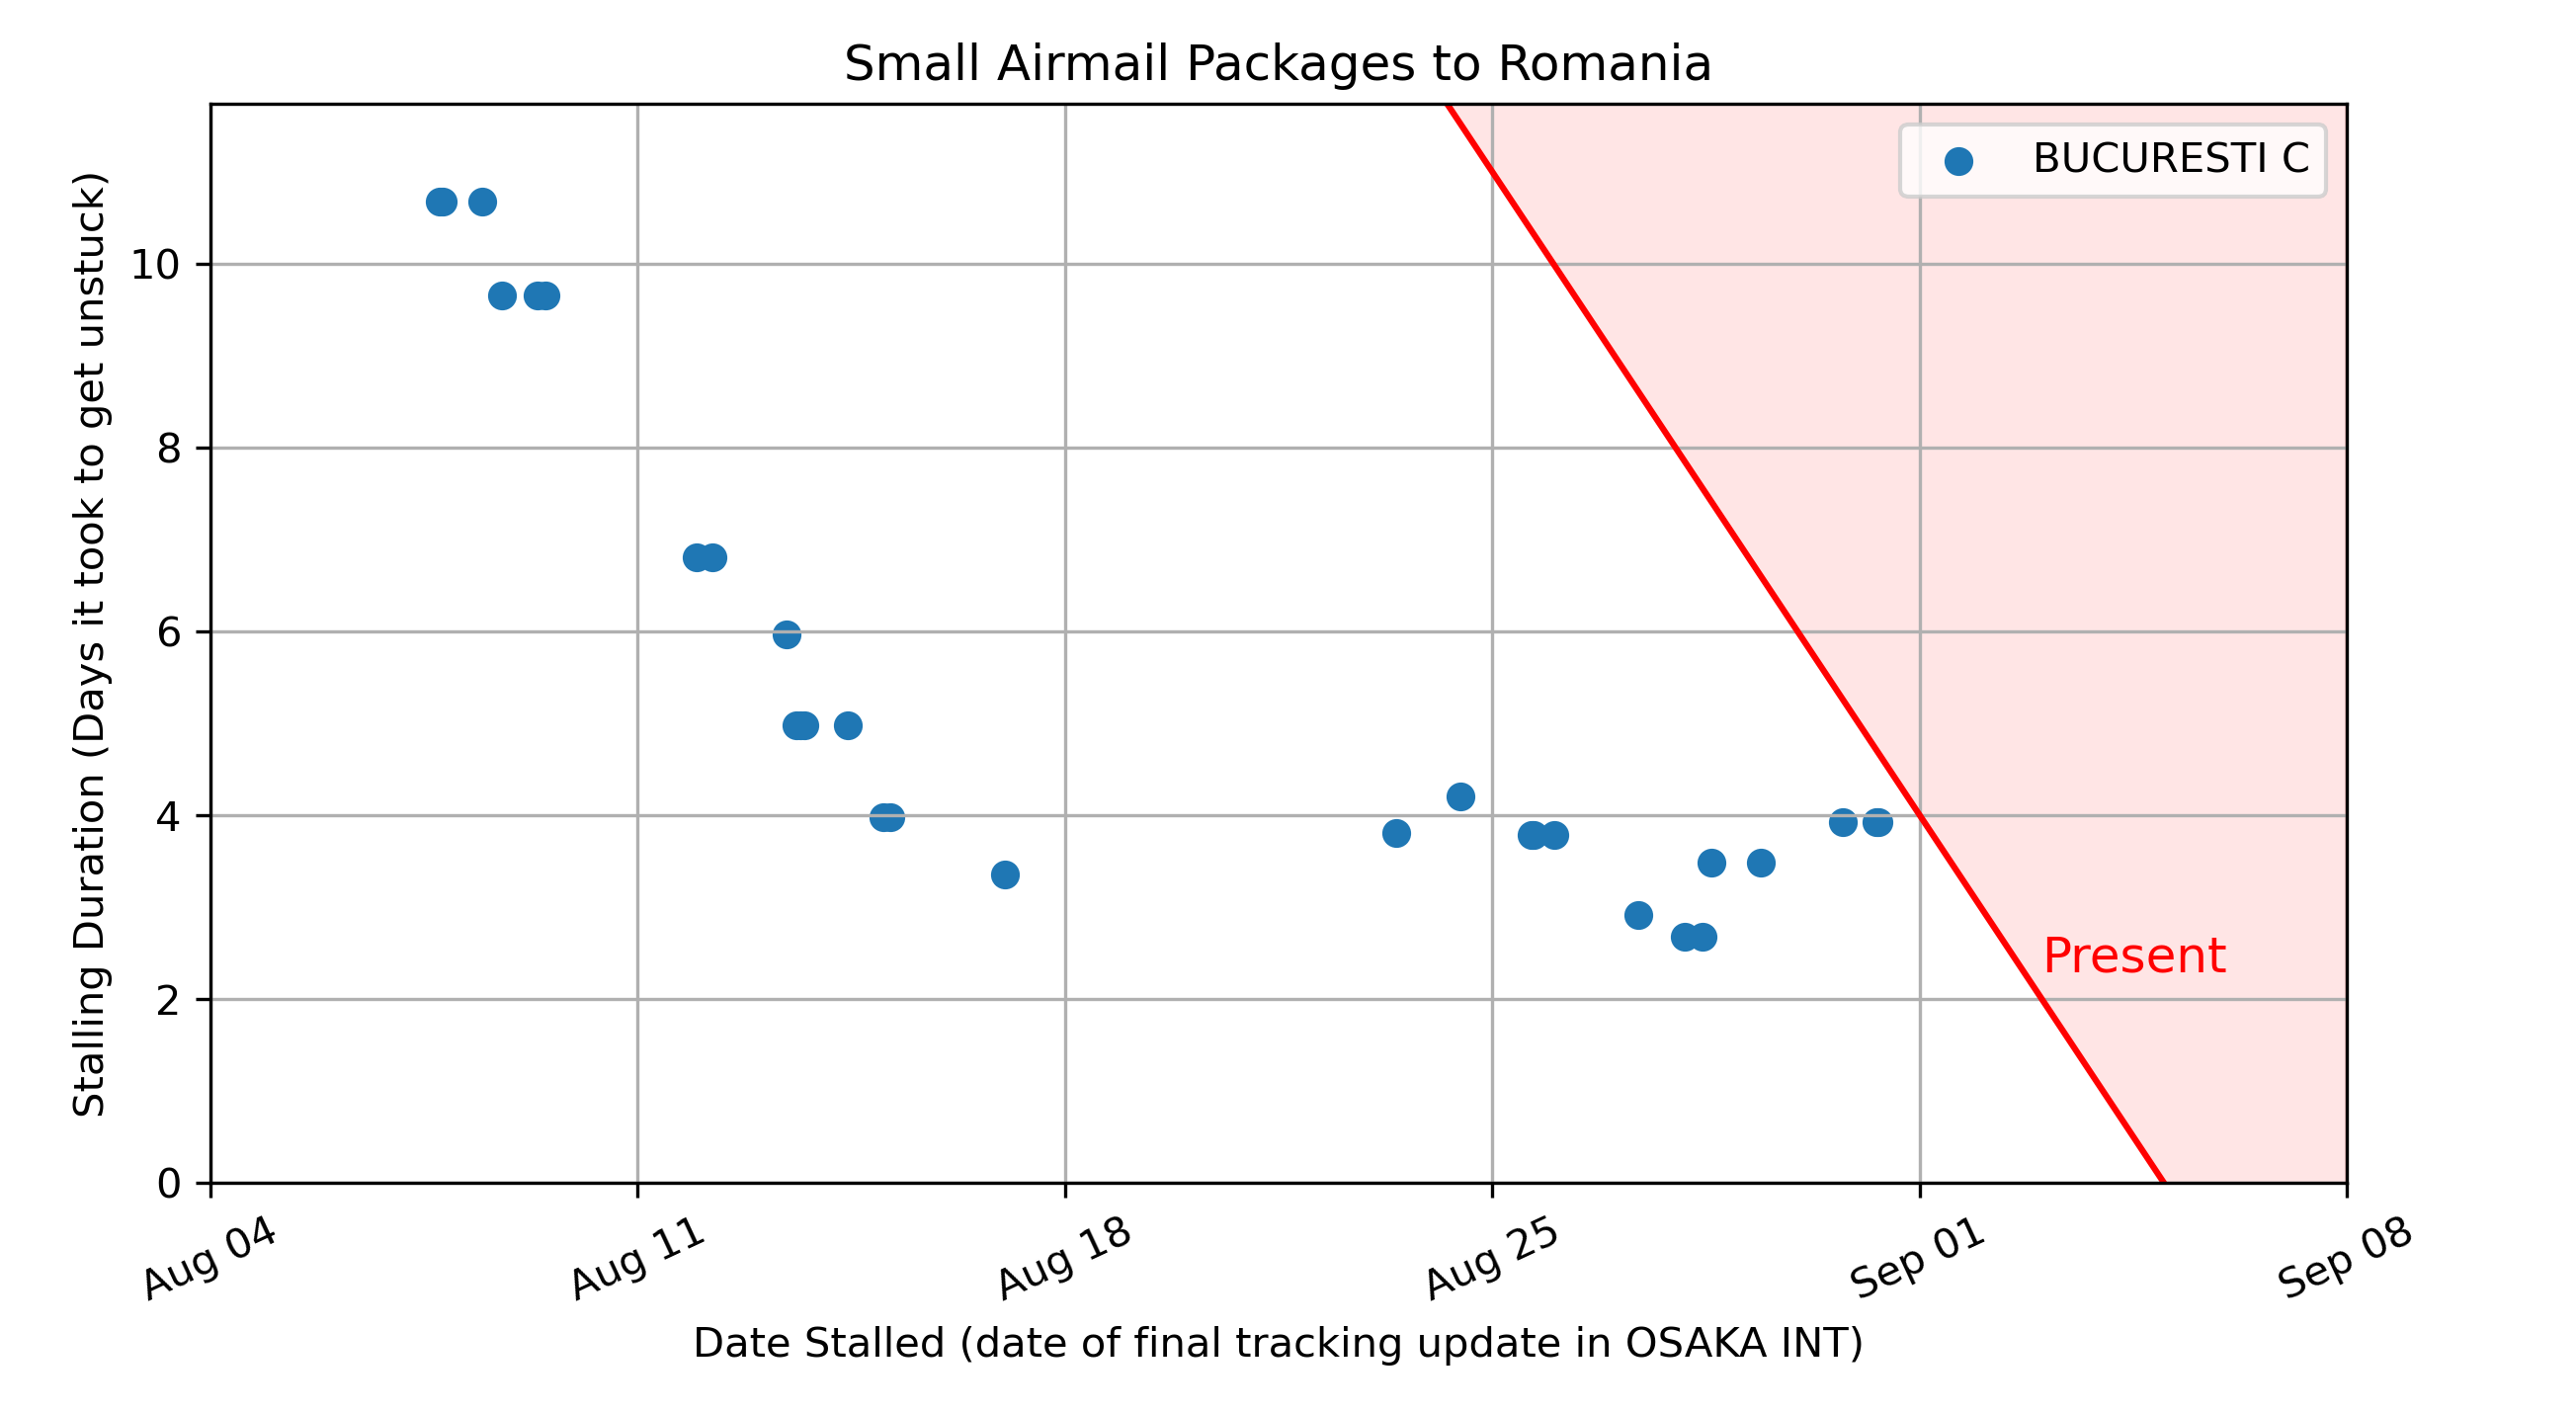 Small Airmail Packages to Romania
BUCURESTI C
Stalling Duration (Days it took to get unstuck)
10
8
6
4
2
0
Present
Aug 04
Aug 11
Aug 18
Aug 25
Sep 01
Sep 08
Date Stalled (date of final tracking update in OSAKA INT)